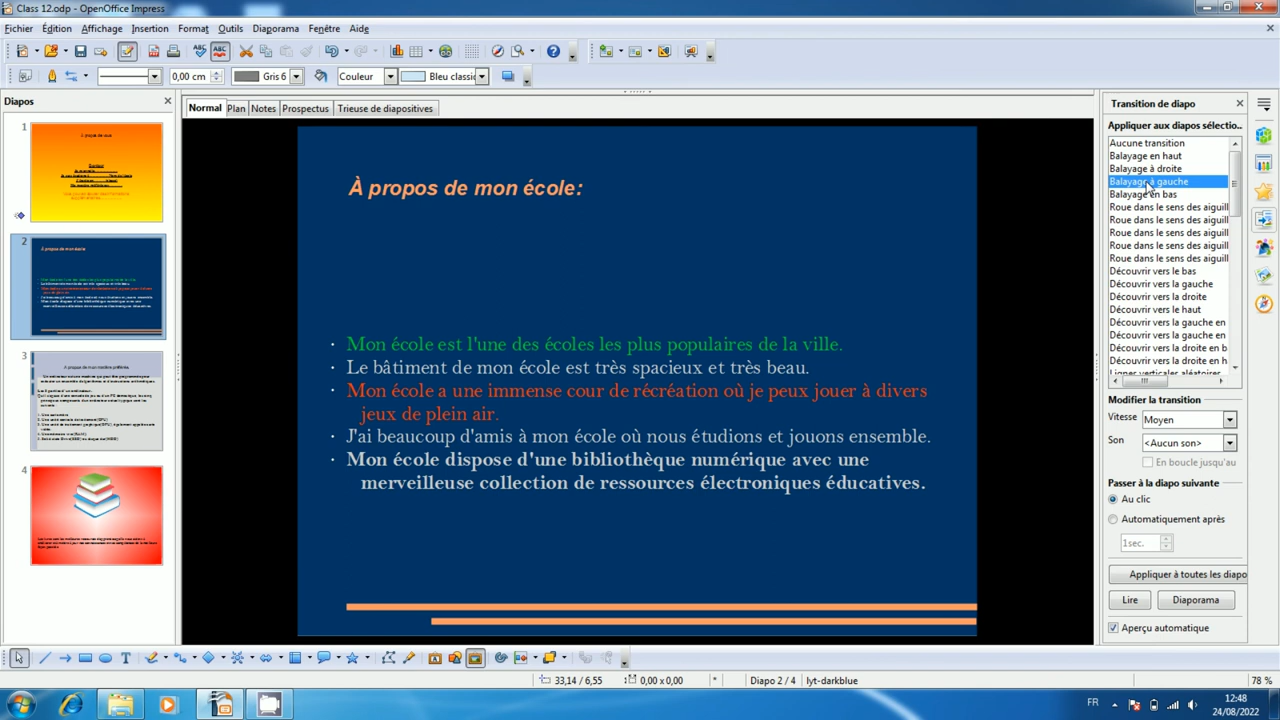 Class 12.odp - OpenOffice Impress
Fichier Édition Affichage Insertion Format Outils Diaporama Fenêtre Aide
0,00 cm Gris 6 Couleur Bleu classic
Diapos
Normal Plan Notes Prospectus Trieuse de diapositives
1
2
3
4
À propos de mon école:
· Mon école est l'une des écoles les plus populaires de la ville.
· Le bâtiment de mon école est très spacieux et très beau.
· Mon école a une immense cour de récréation où je peux jouer à divers
jeux de plein air.
· J'ai beaucoup d'amis à mon école où nous étudions et jouons ensemble.
· Mon école dispose d'une bibliothèque numérique avec une
merveilleuse collection de ressources électroniques éducatives.
Transition de diapo
Appliquer aux diapos sélectio...
Aucune transition
Balayage en haut
Balayage à droite
Balayage à gauche
Balayage en bas
Roue dans le sens des aiguill
Roue dans le sens des aiguill
Roue dans le sens des aiguill
Roue dans le sens des aiguill
Roue dans le sens des aiguill
Découvrir vers le bas
Découvrir vers la gauche
Découvrir vers la droite
Découvrir vers le haut
Découvrir vers la gauche en
Découvrir vers la gauche en
Découvrir vers la droite en b
Découvrir vers la droite en h
Lignes verticales aléatoires
Modifier la transition
Vitesse Moyen
Son <Aucun son>
En boucle jusqu'au
Passer à la diapo suivante
Au clic
Automatiquement après
1sec.
Appliquer à toutes les diapo
Lire Diaporama
Aperçu automatique
33,14 / 6,55 0,00 x 0,00 * Diapo 2 / 4 lyt-darkblue 78 %
FR 12:48
24/08/2022